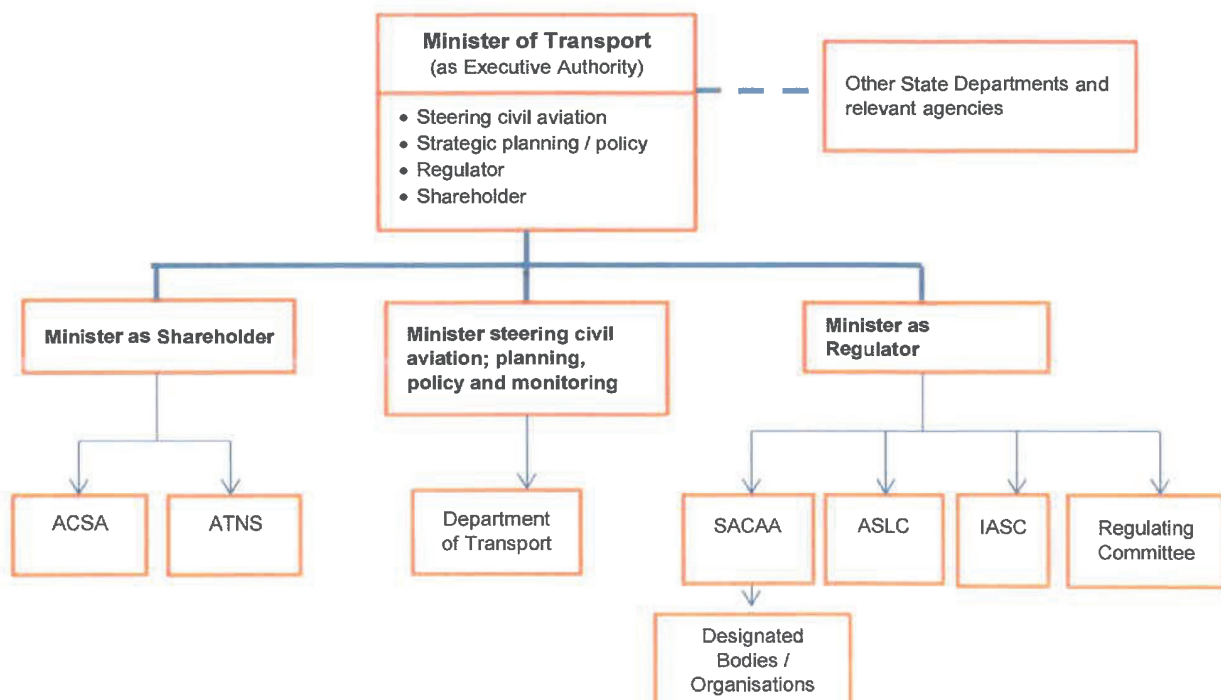 Minister of Transport
(as Executive Authority)
• Steering civil aviation
• Strategic planning / policy
• Regulator
• Shareholder
Other State Departments and
relevant agencies
Minister as Shareholder
Minister steering civil
aviation; planning,
policy and monitoring
Minister as
Regulator
ACSA
ATNS
Department
of Transport
SACAA
ASLC
IASC
Regulating
Committee
Designated
Bodies /
Organisations